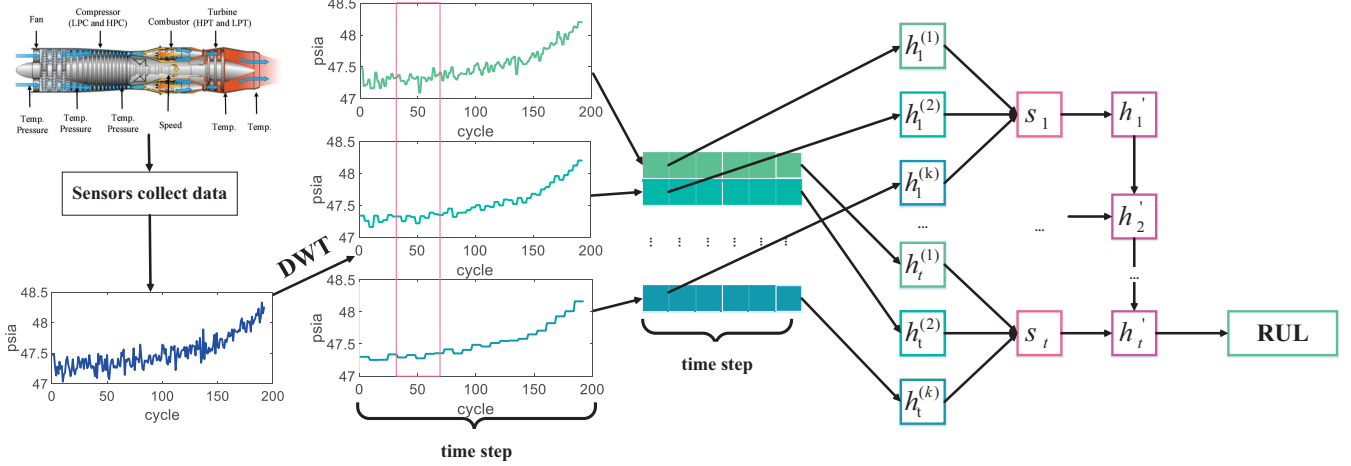 Fan
Compressor
(LPC and HPC)
Combustor
Turbine
(HPT and LPT)
Temp.
Pressure
Temp.
Pressure
Temp.
Pressure
Speed
Temp.
Temp.
Sensors collect data
48.5
48
47.5
47
psia
0 50 100 150 200
cycle
DWT
48.5
48
47.5
47
psia
0 50 100 150 200
cycle
48.5
48
47.5
47
psia
0 50 100 150 200
cycle
48.5
48
47.5
47
psia
0 50 100 150 200
cycle
time step
...
time step
h₁⁽¹⁾
h₁⁽²⁾
h₁⁽ᵏ⁾
...
hₜ⁽¹⁾
hₜ⁽²⁾
hₜ⁽ᵏ⁾
s₁
...
sₜ
h₁'
h₂'
...
hₜ'
RUL